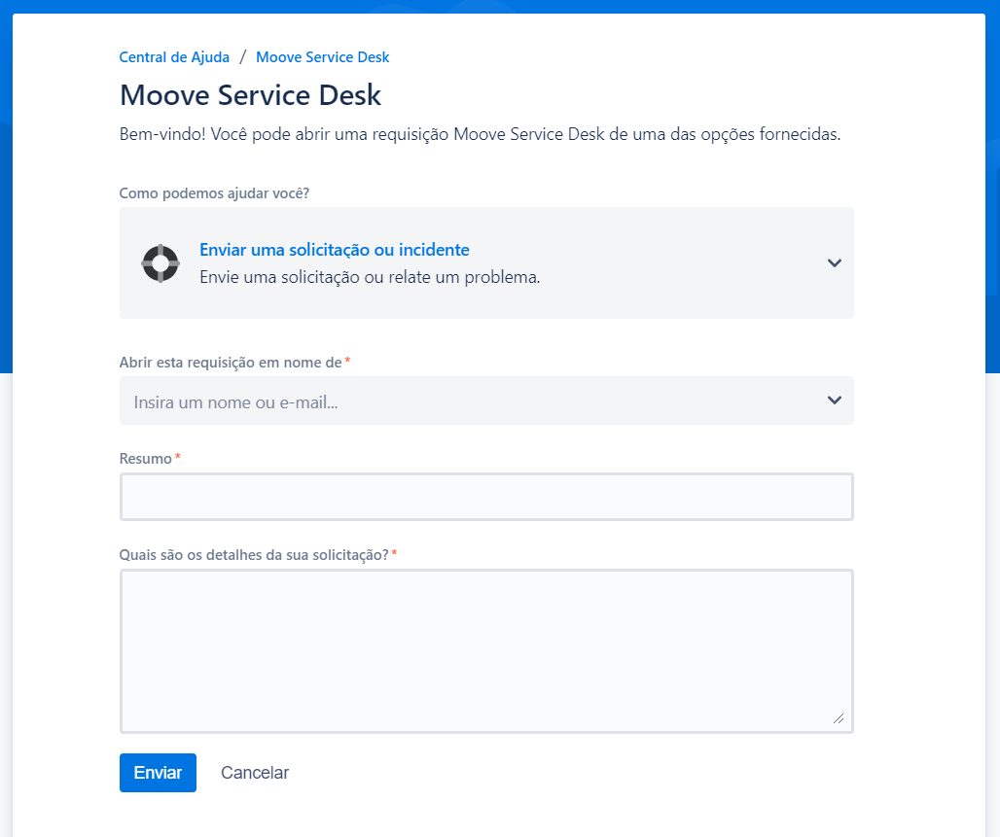 Central de Ajuda / Moove Service Desk
Moove Service Desk
Bem-vindo! Você pode abrir uma requisição Moove Service Desk de uma das opções fornecidas.
Como podemos ajudar você?
Enviar uma solicitação ou incidente
Envie uma solicitação ou relate um problema.
Abrir esta requisição em nome de *
Insira um nome ou e-mail...
Resumo *
Quais são os detalhes da sua solicitação? *
Enviar Cancelar